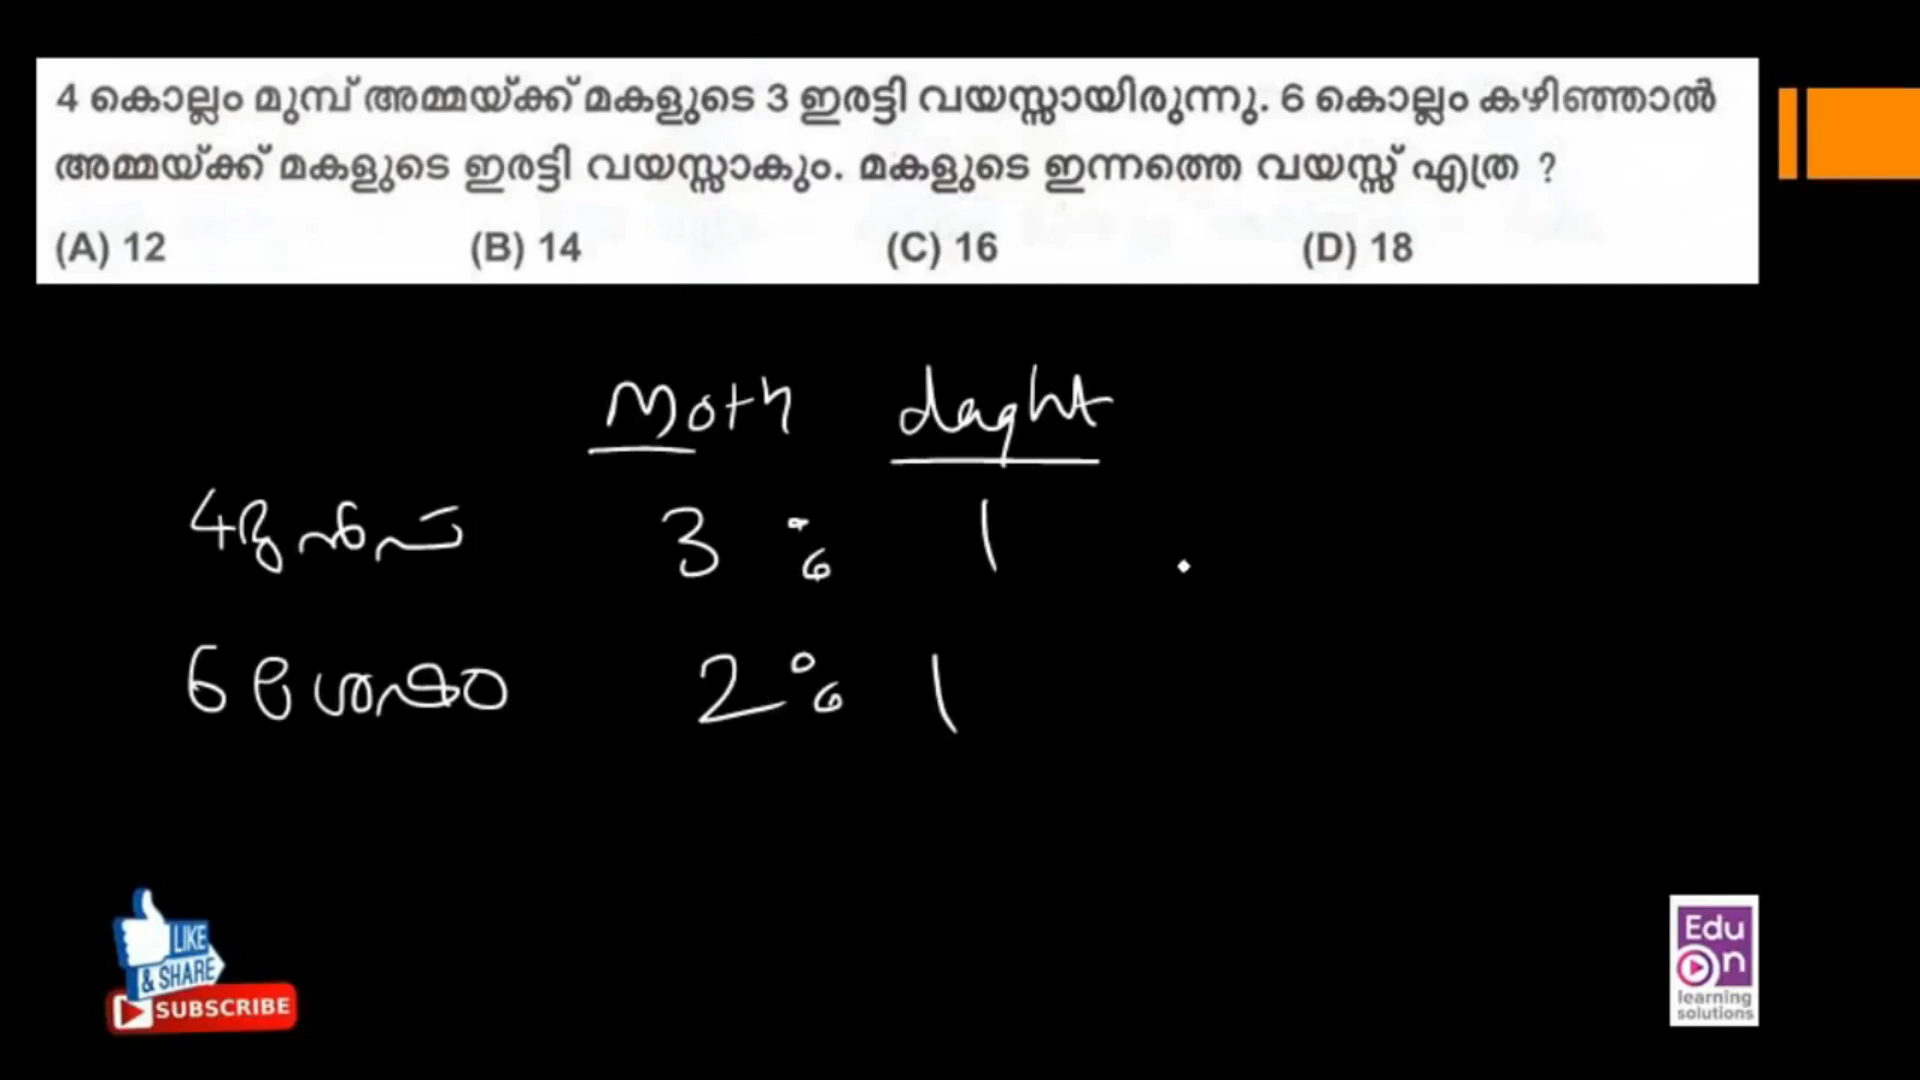 4 കൊല്ലം മുമ്പ് അമ്മയ്ക്ക് മകളുടെ 3 ഇരട്ടി വയസ്സായിരുന്നു. 6 കൊല്ലം കഴിഞ്ഞാൽ
അമ്മയ്ക്ക് മകളുടെ ഇരട്ടി വയസ്സാകും. മകളുടെ ഇന്നത്തെ വയസ്സ് എത്ര ?
(A) 12 (B) 14 (C) 16 (D) 18
Moth daght
4 3 : 1
6 2 : 1
LIKE
& SHARE
SUBSCRIBE
Edu
On
learning
solutions